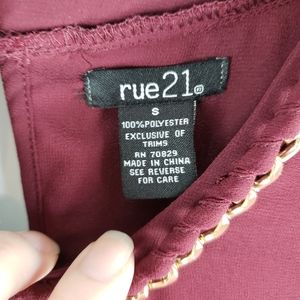 rue21
S
100%POLYESTER
EXCLUSIVE OF
TRIMS
RN 70829
MADE IN CHINA
SEE REVERSE
FOR CARE